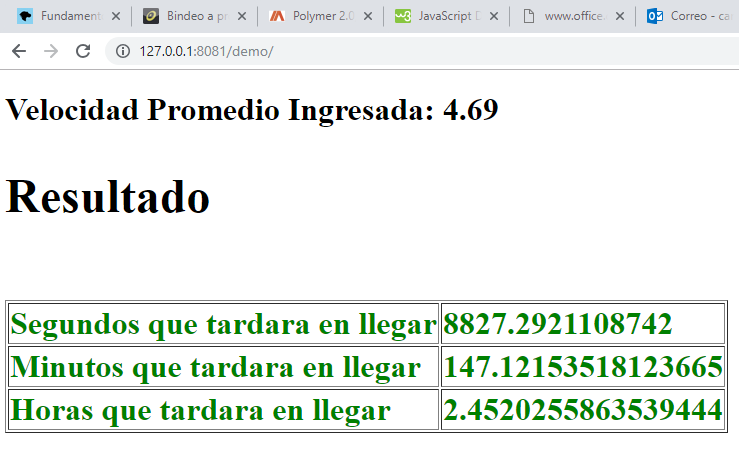 Fundament
Bindeo a pr
Polymer 2.0
JavaScript D
www.office.
Correo - ca
127.0.0.1:8081/demo/
Velocidad Promedio Ingresada: 4.69
Resultado
Segundos que tardara en llegar 8827.2921108742
Minutos que tardara en llegar 147.12153518123665
Horas que tardara en llegar 2.4520255863539444